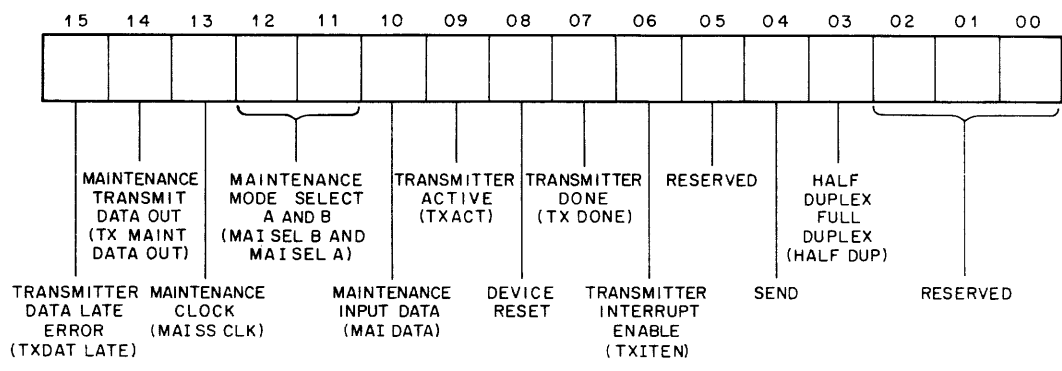 15 14 13 12 11 10 09 08 07 06 05 04 03 02 01 00
MAINTENANCE
TRANSMIT
DATA OUT
(TX MAINT
DATA OUT)
MAINTENANCE
MODE SELECT
A AND B
(MAI SEL B AND
MAI SEL A)
TRANSMITTER
ACTIVE
(TXACT)
TRANSMITTER
DONE
(TX DONE)
RESERVED
HALF
DUPLEX
FULL
DUPLEX
(HALF DUP)
TRANSMITTER
DATA LATE
ERROR
(TXDAT LATE)
MAINTENANCE
CLOCK
(MAISS CLK)
MAINTENANCE
INPUT DATA
(MAI DATA)
DEVICE
RESET
TRANSMITTER
INTERRUPT
ENABLE
(TXITEN)
SEND
RESERVED